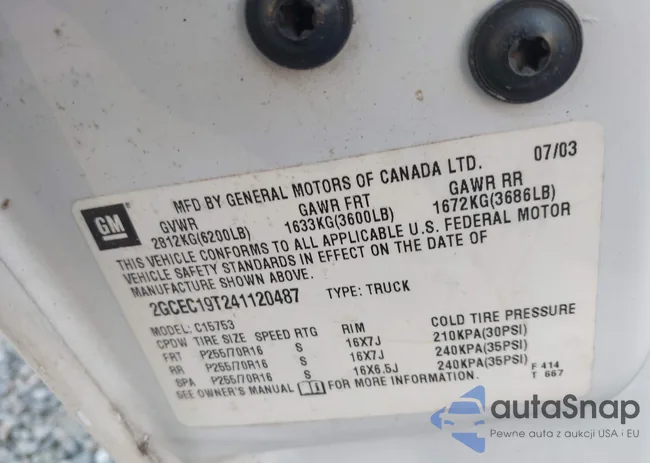 MFD BY GENERAL MOTORS OF CANADA LTD. 07/03
GM
GVWR GAWR FRT GAWR RR
2812KG(6200LB) 1633KG(3600LB) 1672KG(3686LB)
THIS VEHICLE CONFORMS TO ALL APPLICABLE U.S. FEDERAL MOTOR
VEHICLE SAFETY STANDARDS IN EFFECT ON THE DATE OF
MANUFACTURE SHOWN ABOVE.
2GCEC19T241120487 TYPE: TRUCK
MODEL: C15753
CPDW TIRE SIZE SPEED RTG RIM COLD TIRE PRESSURE
FRT P255/70R16 S 16X7J 210KPA(30PSI)
RR P255/70R16 S 16X7J 240KPA(35PSI)
SPA P255/70R16 S 16X6.5J 240KPA(35PSI)
SEE OWNER'S MANUAL FOR MORE INFORMATION.
F 414
T 667
autaSnap
Pewne auta z aukcji USA i EU